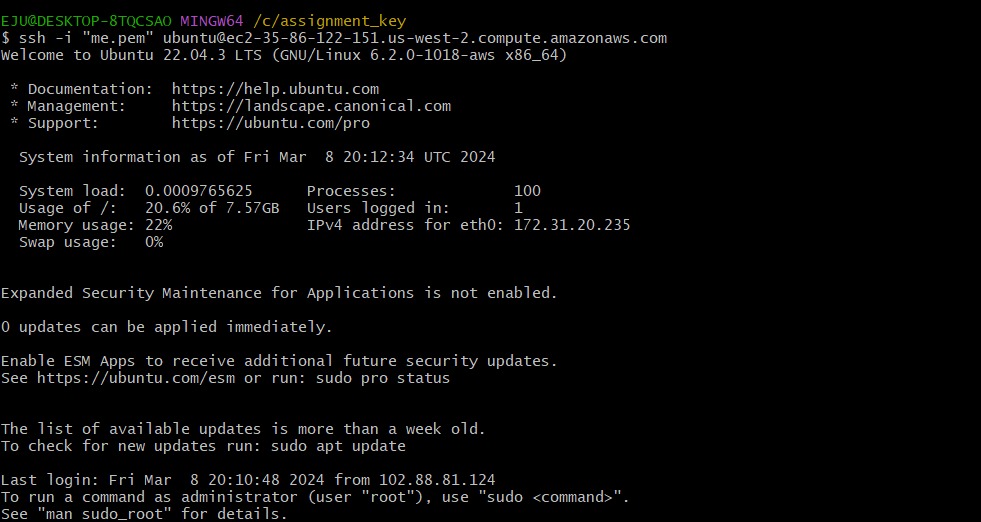 EJU@DESKTOP-8TQCSAO MINGW64 /c/assignment_key
$ ssh -i "me.pem" ubuntu@ec2-35-86-122-151.us-west-2.compute.amazonaws.com
Welcome to Ubuntu 22.04.3 LTS (GNU/Linux 6.2.0-1018-aws x86_64)
* Documentation:  https://help.ubuntu.com
* Management:     https://landscape.canonical.com
* Support:        https://ubuntu.com/pro
System information as of Fri Mar  8 20:12:34 UTC 2024
System load:  0.0009765625      Processes:             100
Usage of /:   20.6% of 7.57GB   Users logged in:       1
Memory usage: 22%               IPv4 address for eth0: 172.31.20.235
Swap usage:   0%
Expanded Security Maintenance for Applications is not enabled.
0 updates can be applied immediately.
Enable ESM Apps to receive additional future security updates.
See https://ubuntu.com/esm or run: sudo pro status
The list of available updates is more than a week old.
To check for new updates run: sudo apt update
Last login: Fri Mar  8 20:10:48 2024 from 102.88.81.124
To run a command as administrator (user "root"), use "sudo <command>".
See "man sudo_root" for details.